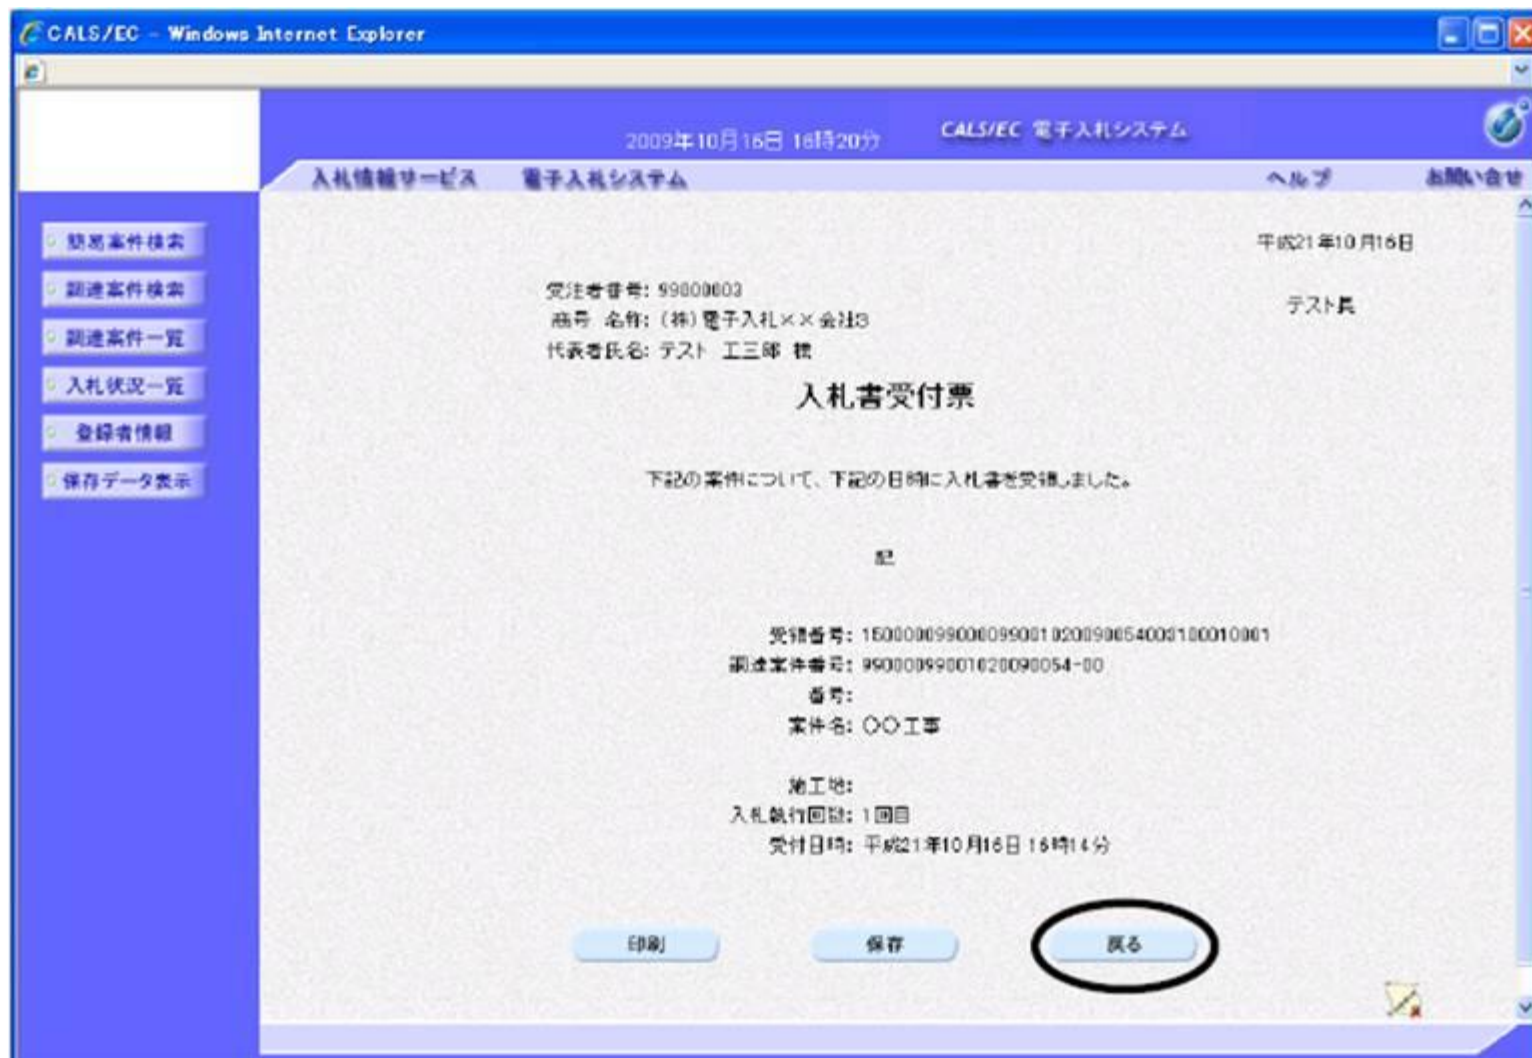 CALS/EC - Windows Internet Explorer
2009年10月16日 16時20分
CALS/EC 電子入札システム
入札情報サービス 電子入札システム ヘルプ お問い合せ
簡易案件検索
調達案件検索
調達案件一覧
入札状況一覧
登録者情報
保存データ表示
平成21年10月16日
受注者番号: 99000003
テスト長
商号 名称: (株)電子入札××会社3
代表者氏名: テスト 工三郎 様
入札書受付票
下記の案件について、下記の日時に入札書を受領しました。
記
受領番号:
調達案件番号: 99000099001020090054-00
番号:
案件名: 〇〇工事
施工地:
入札執行回数: 1回目
受付日時: 平成21年10月16日 16時14分
印刷 保存 戻る